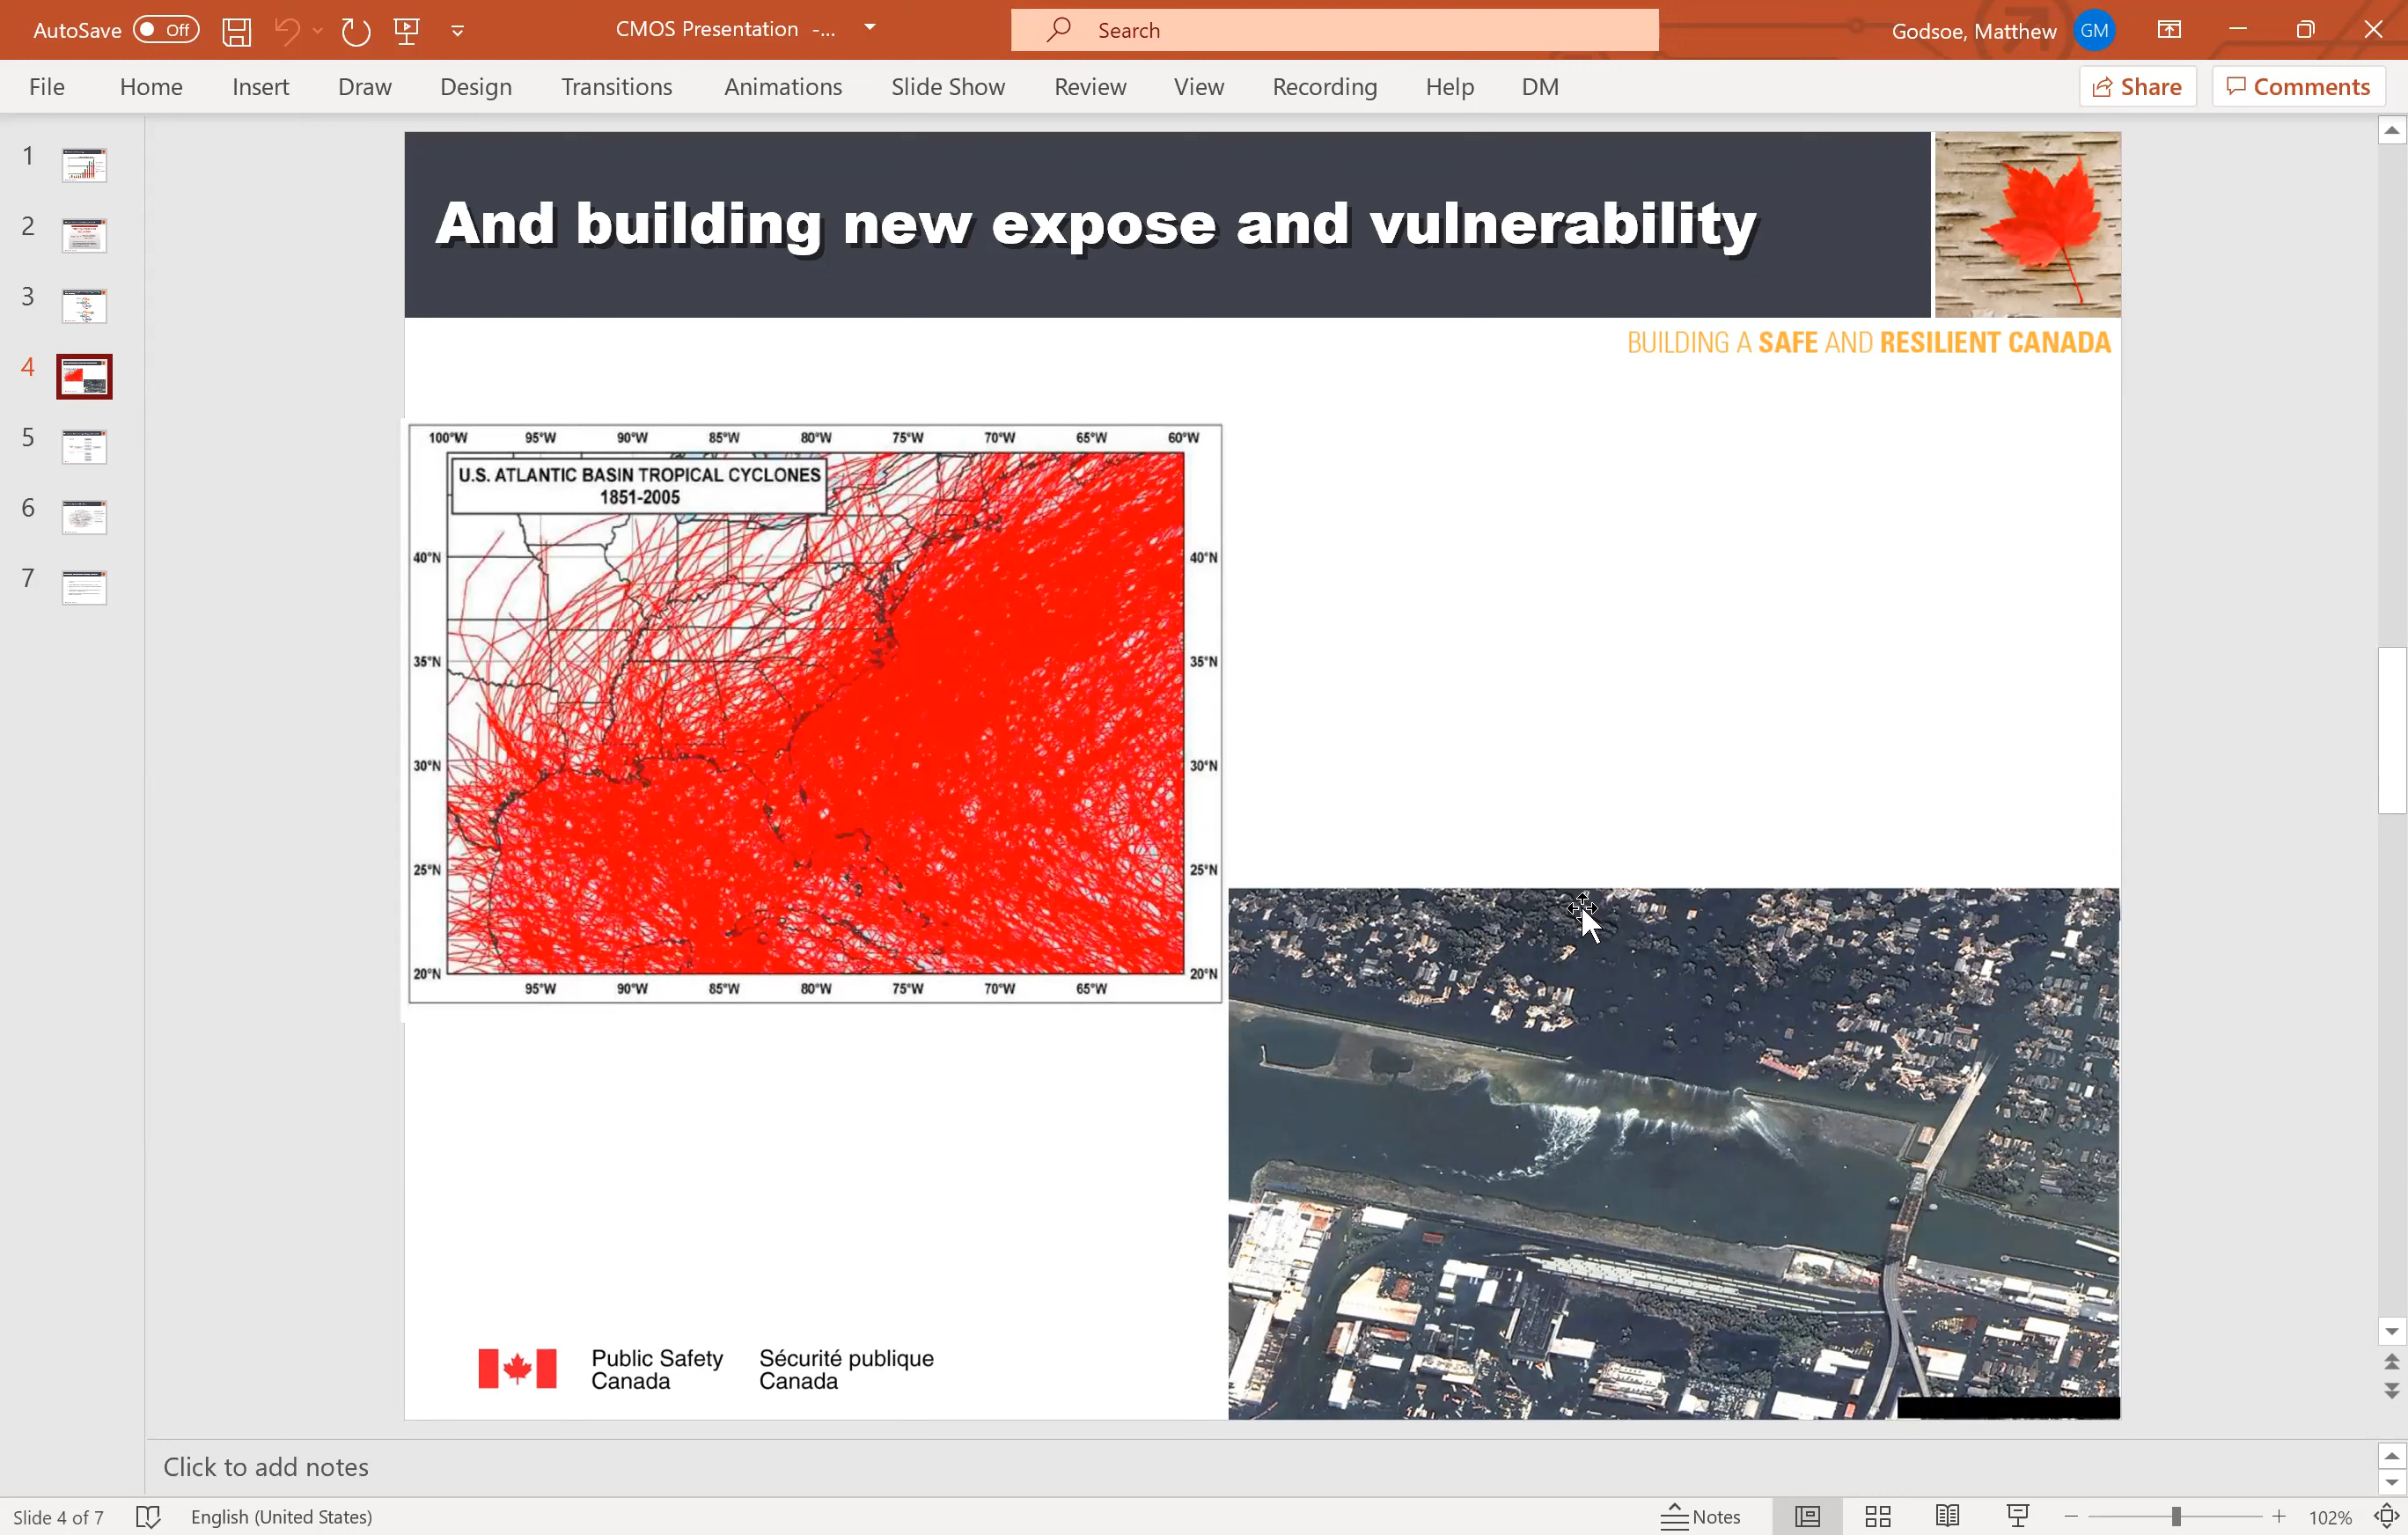 AutoSave Off CMOS Presentation -... Search Godsoe, Matthew GM
File Home Insert Draw Design Transitions Animations Slide Show Review View Recording Help DM Share Comments
1
2
3
4
5
6
7
And building new expose and vulnerability
BUILDING A SAFE AND RESILIENT CANADA
100°W 95°W 90°W 85°W 80°W 75°W 70°W 65°W 60°W
U.S. ATLANTIC BASIN TROPICAL CYCLONES
1851-2005
40°N 40°N
35°N 35°N
30°N 30°N
25°N 25°N
20°N 20°N
95°W 90°W 85°W 80°W 75°W 70°W 65°W
Public Safety Sécurité publique
Canada Canada
Click to add notes
Slide 4 of 7 English (United States) Notes 102%